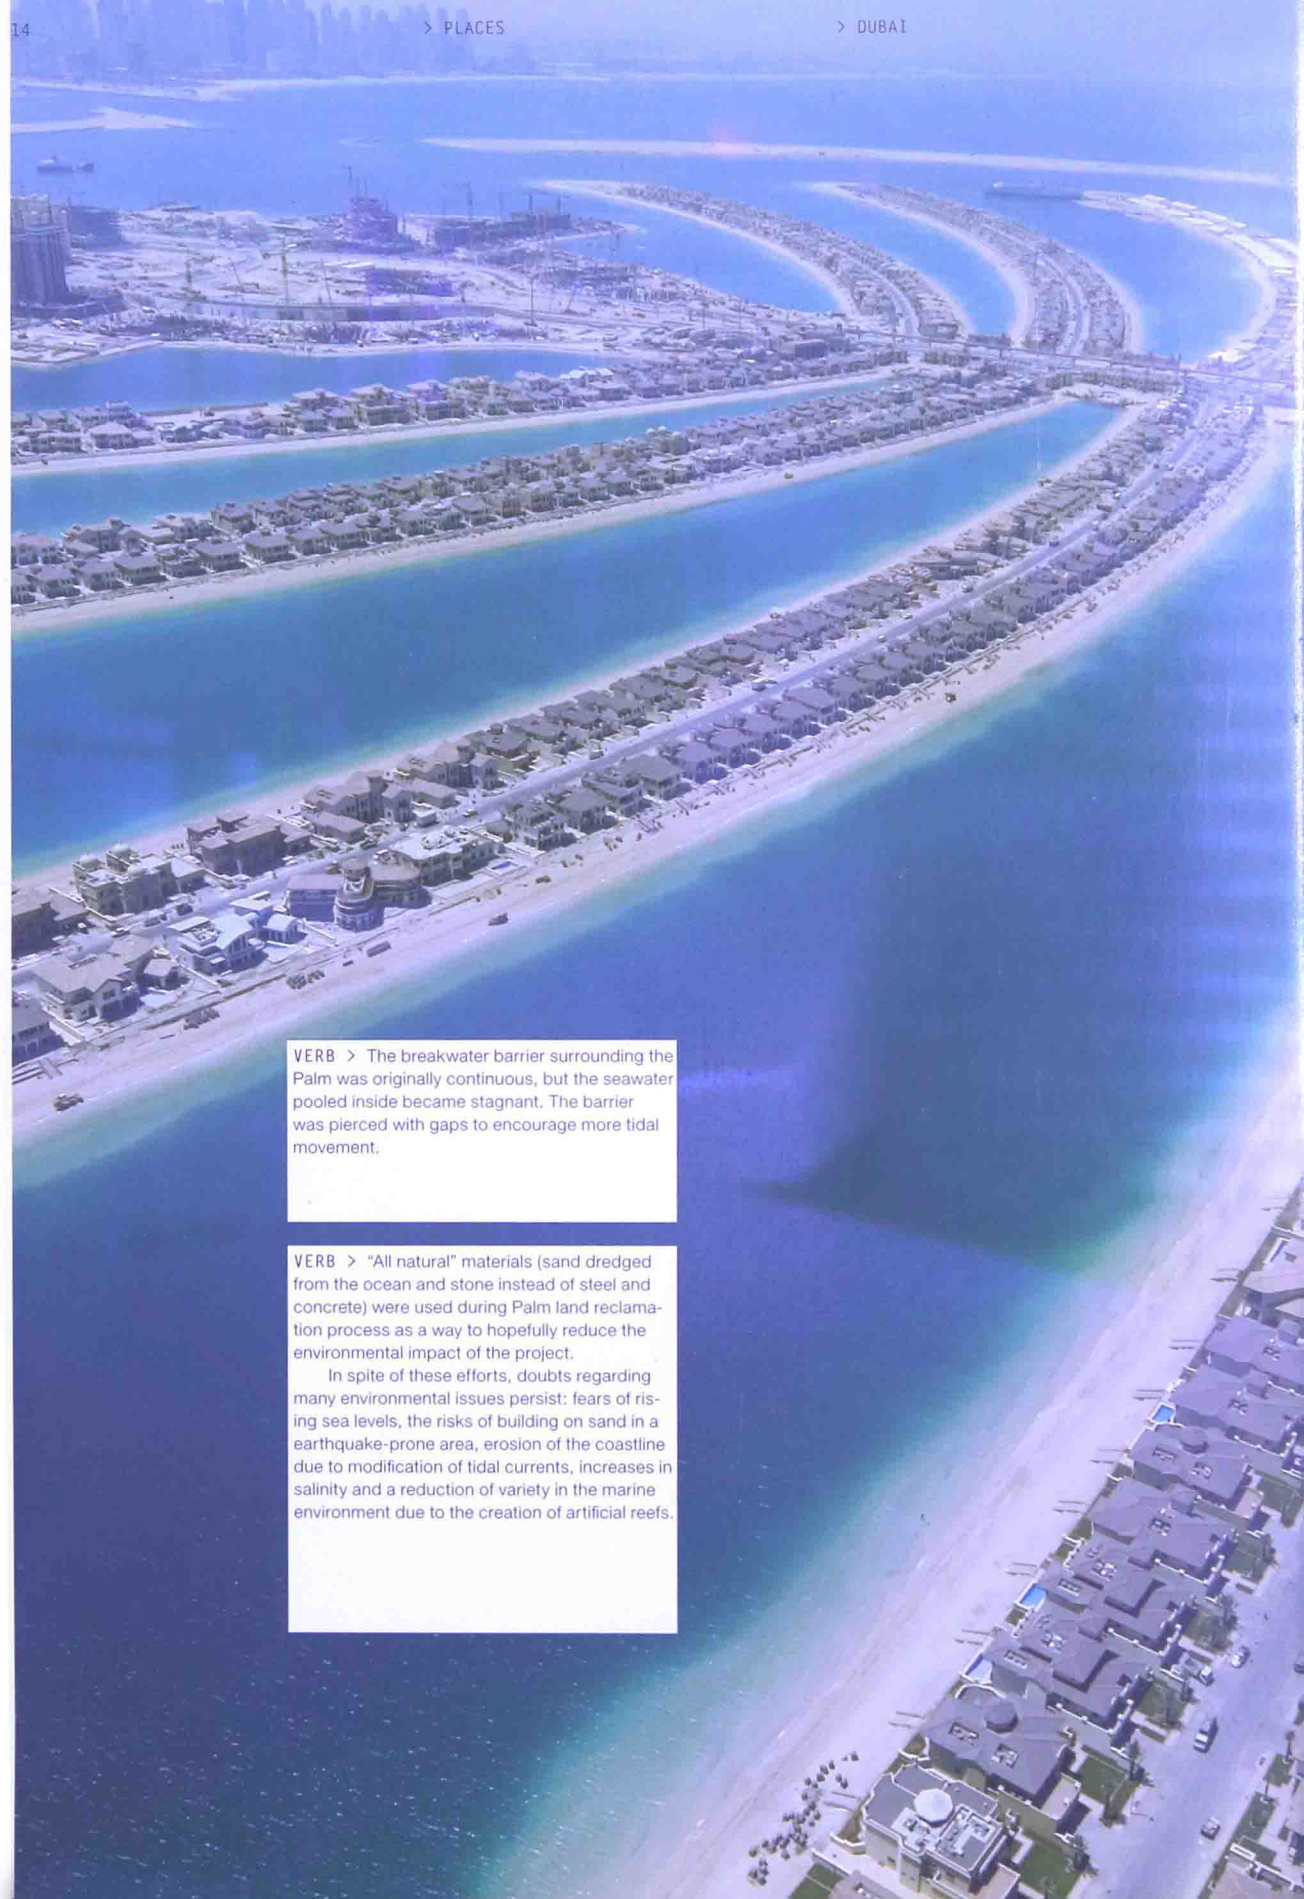 14
> PLACES
> DUBAI
VERB > The breakwater barrier surrounding the
Palm was originally continuous, but the seawater
pooled inside became stagnant. The barrier
was pierced with gaps to encourage more tidal
movement.
VERB > “All natural” materials (sand dredged
from the ocean and stone instead of steel and
concrete) were used during Palm land reclama-
tion process as a way to hopefully reduce the
environmental impact of the project.
In spite of these efforts, doubts regarding
many environmental issues persist: fears of ris-
ing sea levels, the risks of building on sand in a
earthquake-prone area, erosion of the coastline
due to modification of tidal currents, increases in
salinity and a reduction of variety in the marine
environment due to the creation of artificial reefs.